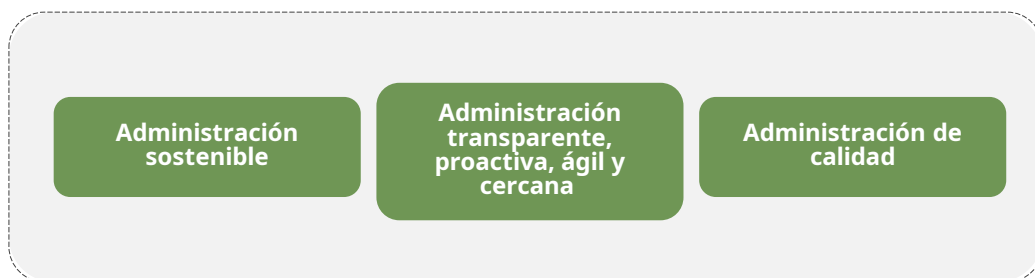 Administración
sostenible
Administración
transparente,
proactiva, ágil y
cercana
Administración de
calidad